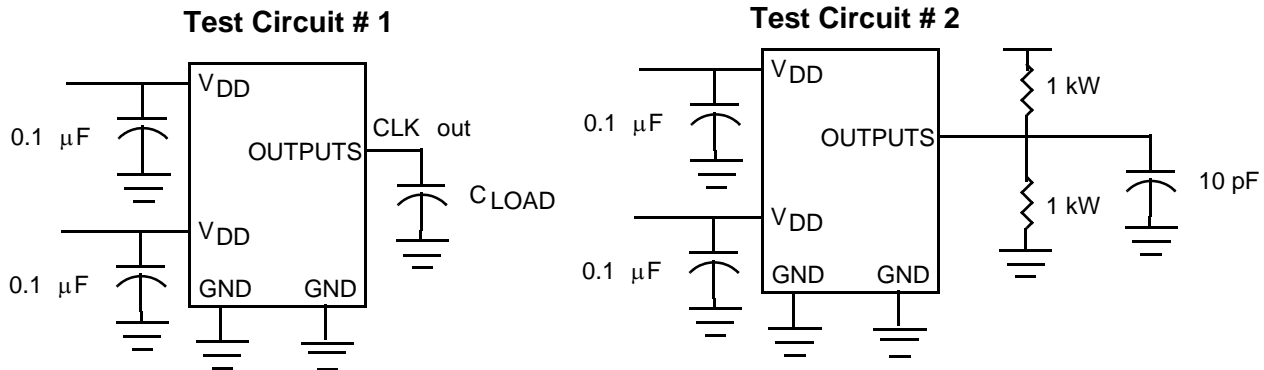 Test Circuit # 1
VDD
0.1 μF
CLK out
OUTPUTS
CLOAD
VDD
0.1 μF
GND GND
Test Circuit # 2
VDD
0.1 μF
1 kW
OUTPUTS
10 pF
1 kW
VDD
0.1 μF
GND GND